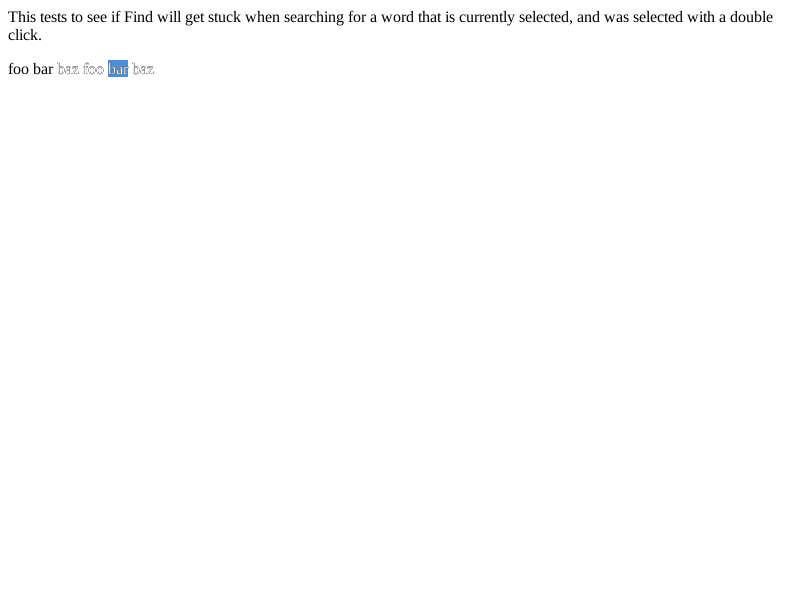 This tests to see if Find will get stuck when searching for a word that is currently selected, and was selected with a double
click.
foo bar baz foo bar baz